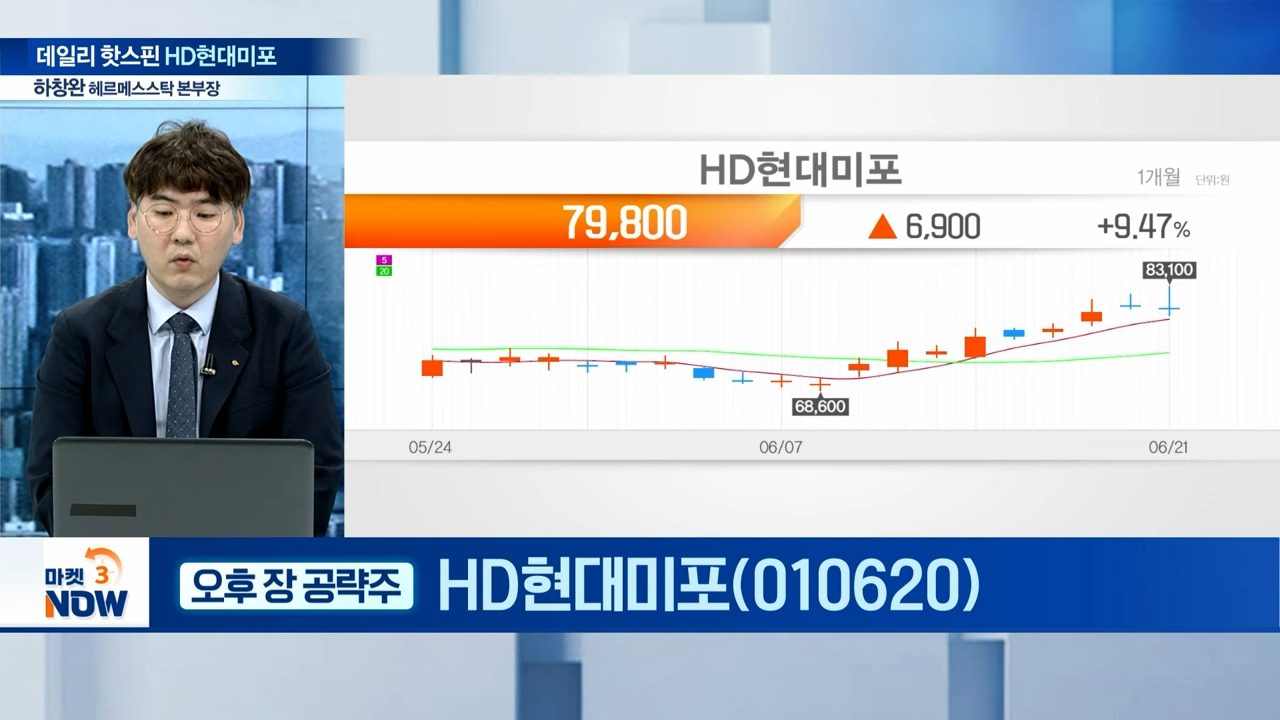 데일리 핫스핀 HD현대미포
하창완 헤르메스스탁 본부장
HD현대미포
1개월 단위:원
79,800 ▲ 6,900 +9.47%
5
20
83,100
68,600
05/24 06/07 06/21
마켓 3
NOW
오후 장 공략주 HD현대미포(010620)